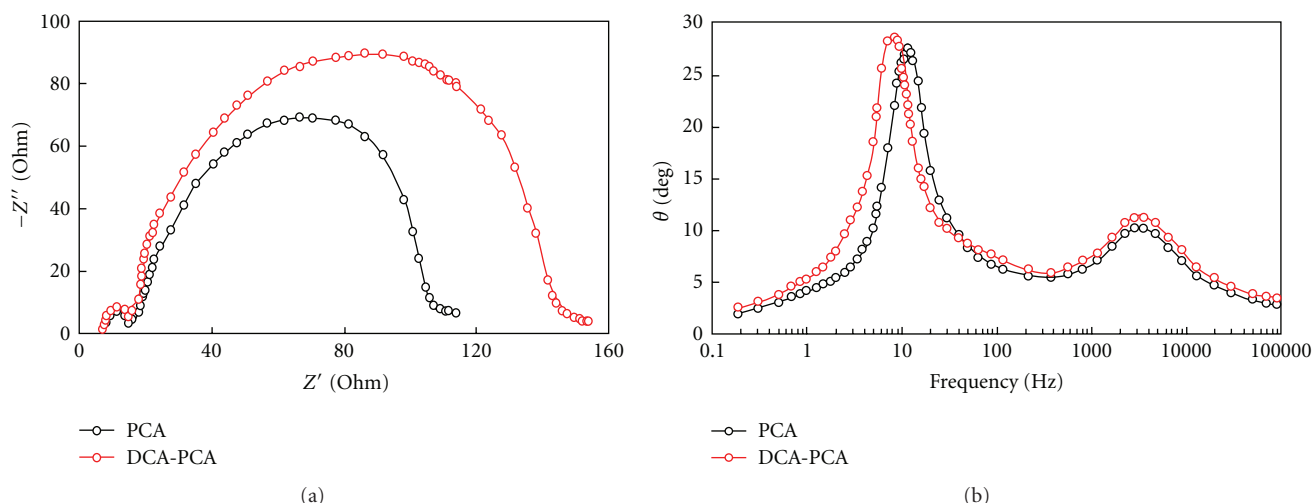 100
80
60
40
20
0
−Z′′ (Ohm)
0
40
80
120
160
Z′ (Ohm)
PCA
DCA-PCA
(a)
30
25
20
15
10
5
0
θ (deg)
0.1
1
10
100
1000
10000
100000
Frequency (Hz)
PCA
DCA-PCA
(b)